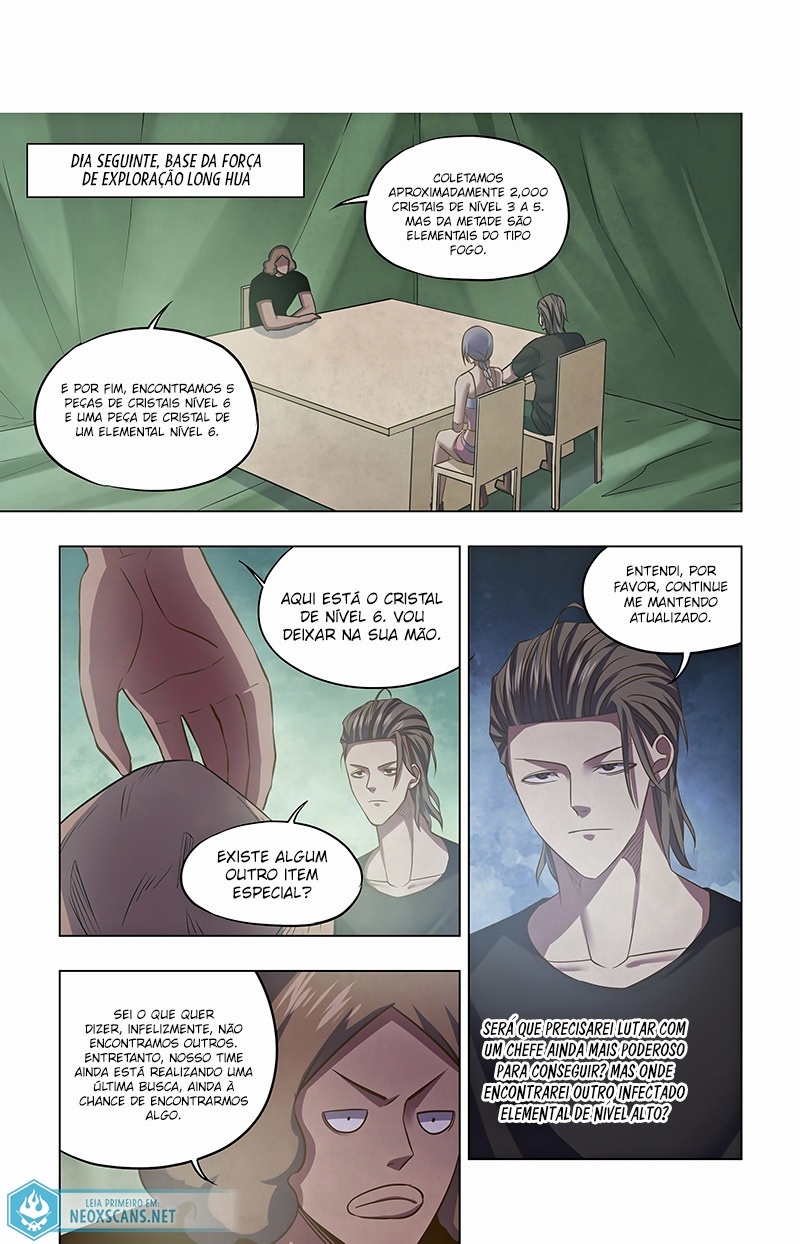 DIA SEGUINTE, BASE DA FORÇA
DE EXPLORAÇÃO LONG HUA
COLETAMOS
APROXIMADAMENTE 2,000
CRISTAIS DE NÍVEL 3 A 5.
MAS DA METADE SÃO
ELEMENTAIS DO TIPO
FOGO.
E POR FIM, ENCONTRAMOS 5
PEÇAS DE CRISTAIS NÍVEL 6
E UMA PEÇA DE CRISTAL DE
UM ELEMENTAL NÍVEL 6.
AQUI ESTÁ O CRISTAL
DE NÍVEL 6. VOU
DEIXAR NA SUA MÃO.
EXISTE ALGUM
OUTRO ITEM
ESPECIAL?
ENTENDI, POR
FAVOR, CONTINUE
ME MANTENDO
ATUALIZADO.
SERÁ QUE PRECISAREI LUTAR COM
UM CHEFE AINDA MAIS PODEROSO
PARA CONSEGUIR? MAS ONDE
ENCONTRAREI OUTRO INFECTADO
ELEMENTAL DE NÍVEL ALTO?
SEI O QUE QUER
DIZER, INFELIZMENTE, NÃO
ENCONTRAMOS OUTROS.
ENTRETANTO, NOSSO TIME
AINDA ESTÁ REALIZANDO UMA
ÚLTIMA BUSCA, AINDA À
CHANCE DE ENCONTRARMOS
ALGO.
LEIA PRIMEIRO EM:
NEOXSCANS.NET